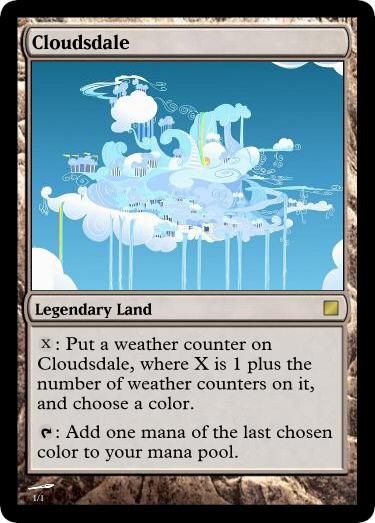 Cloudsdale
Legendary Land
X: Put a weather counter on
Cloudsdale, where X is 1 plus the
number of weather counters on it,
and choose a color.
: Add one mana of the last chosen
color to your mana pool.
1/1